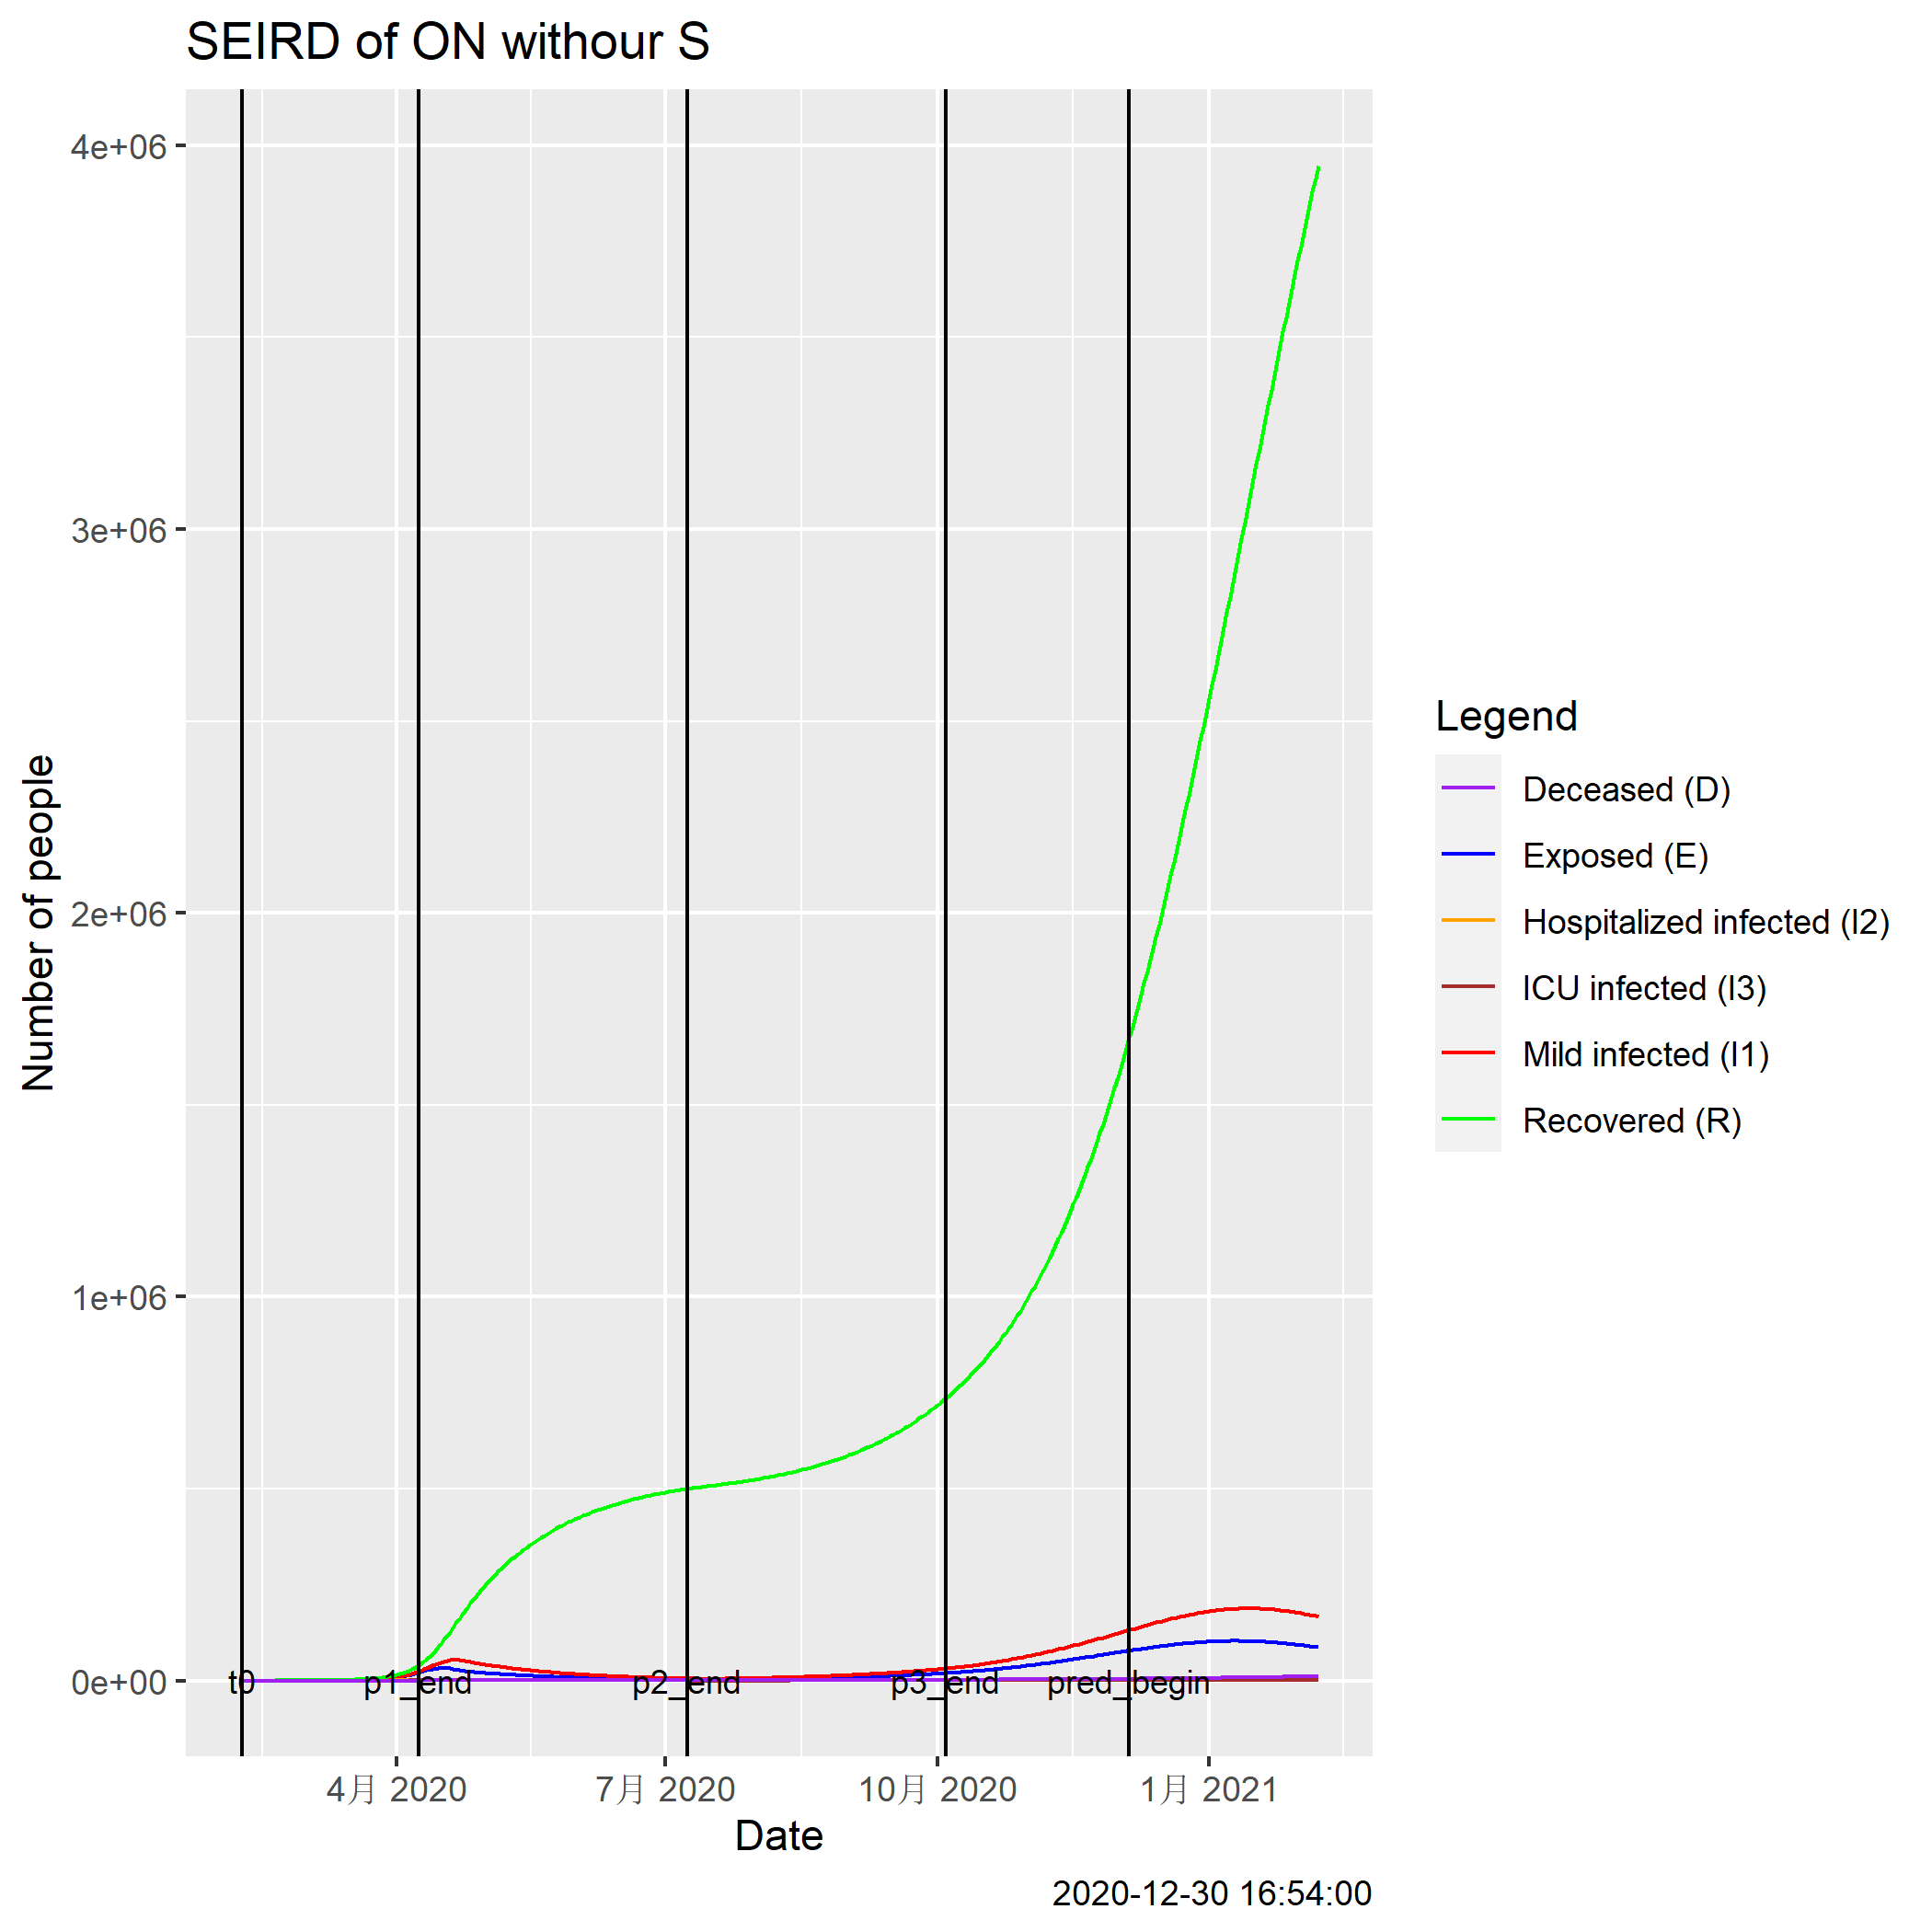 SEIRD of ON withour S
Number of people
4e+06
3e+06
2e+06
1e+06
0e+00
t0
p1_end
p2_end
p3_end
pred_begin
4月 2020
7月 2020
10月 2020
1月 2021
Date
2020-12-30 16:54:00
Legend
Deceased (D)
Exposed (E)
Hospitalized infected (I2)
ICU infected (I3)
Mild infected (I1)
Recovered (R)